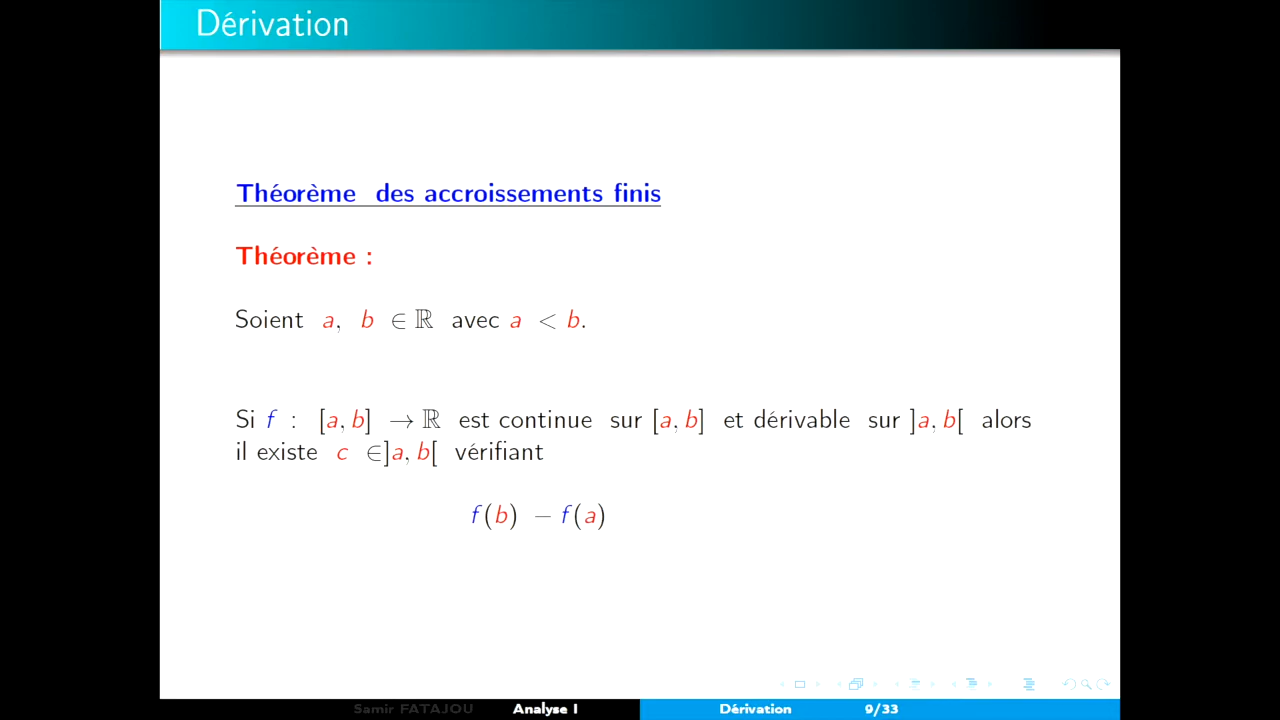 Dérivation
Théorème des accroissements finis
Théorème :
Soient a, b ∈ ℝ avec a < b.
Si f : [a, b] → ℝ est continue sur [a, b] et dérivable sur ]a, b[ alors
il existe c ∈]a, b[ vérifiant
f(b) − f(a)
Samir FATAJOU Analyse I Dérivation 9/33